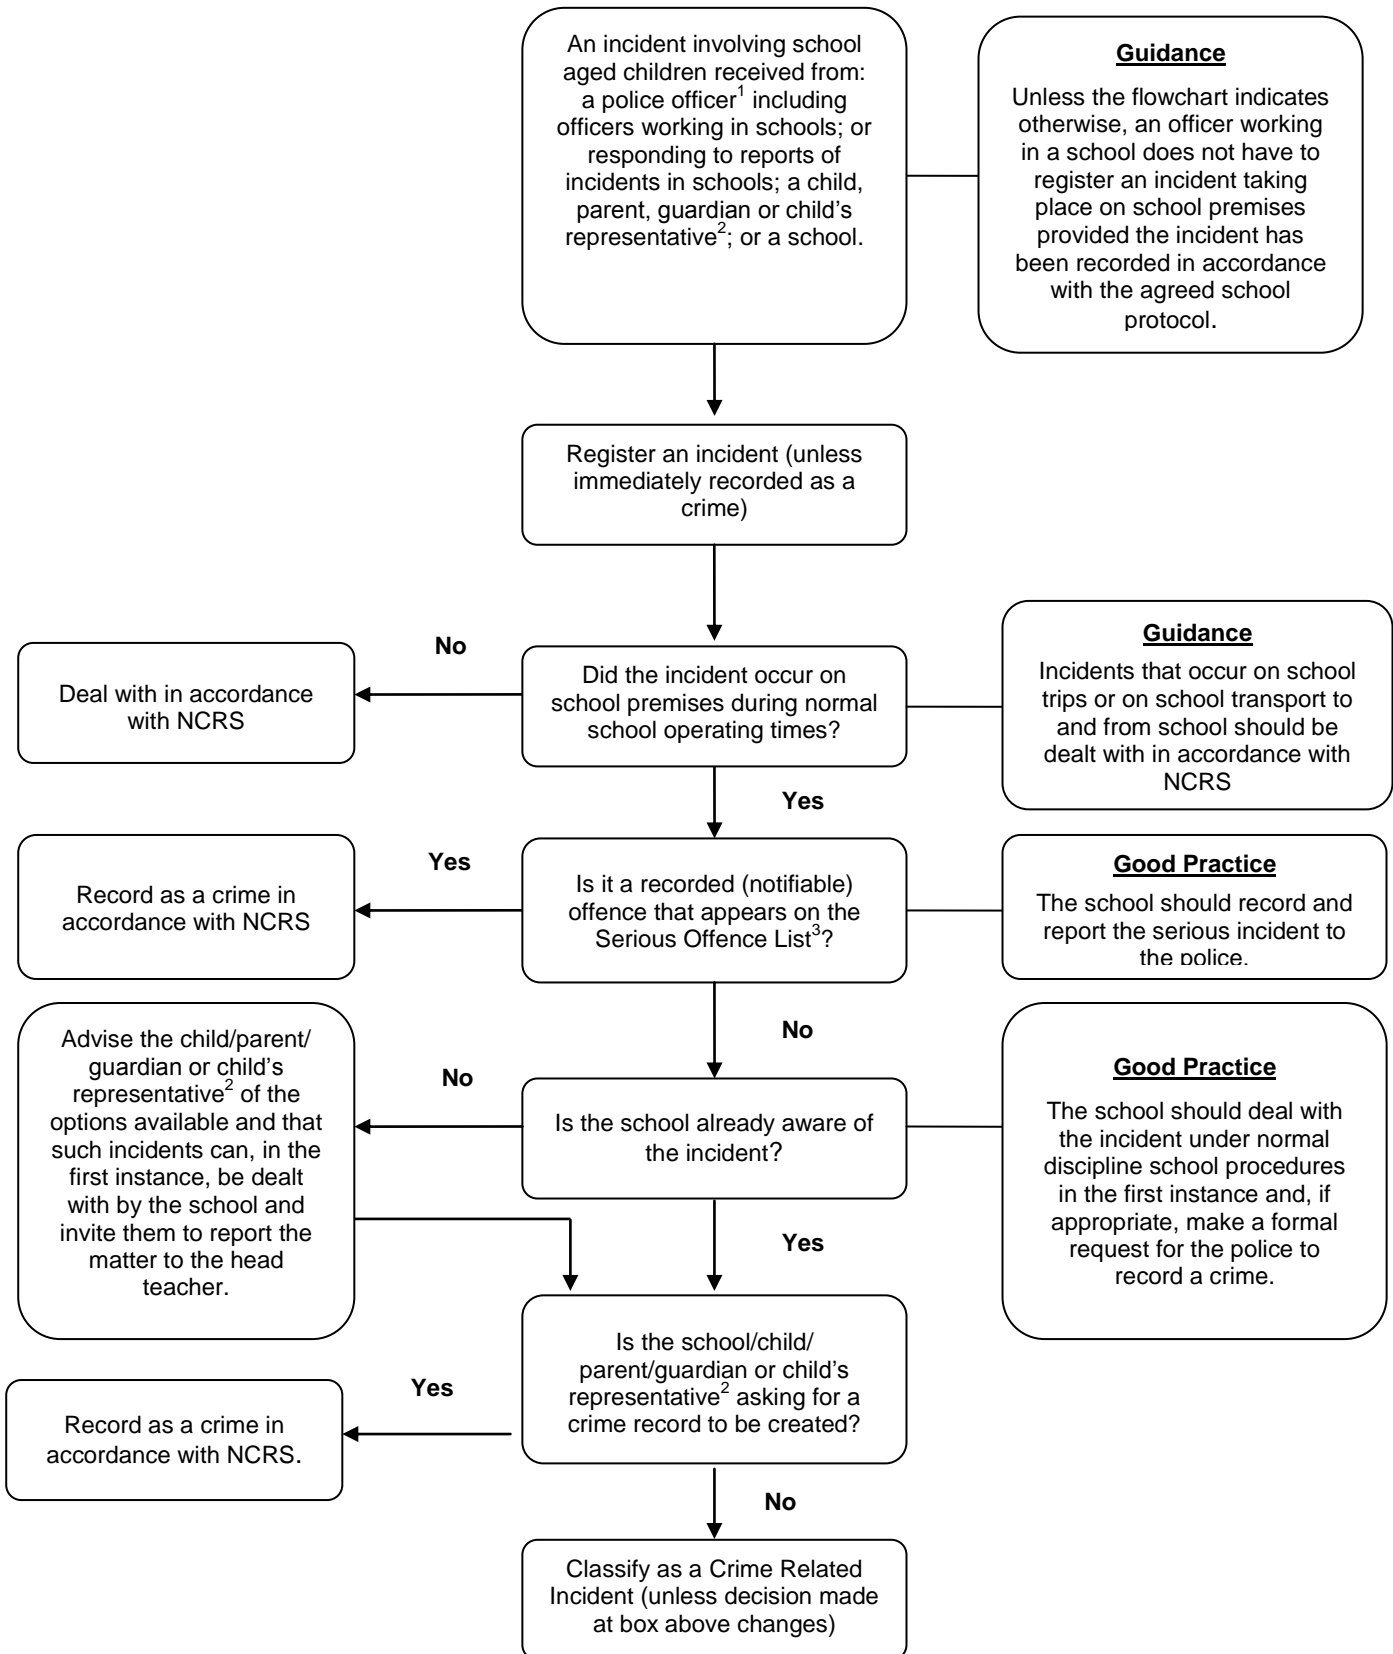 An incident involving school
aged children received from:
a police officer1 including
officers working in schools; or
responding to reports of
incidents in schools; a child,
parent, guardian or child's
representative2; or a school.
Guidance
Unless the flowchart indicates
otherwise, an officer working
in a school does not have to
register an incident taking
place on school premises
provided the incident has
been recorded in accordance
with the agreed school
protocol.
Register an incident (unless
immediately recorded as a
crime)
No
Deal with in accordance
with NCRS
Did the incident occur on
school premises during normal
school operating times?
Guidance
Incidents that occur on school
trips or on school transport to
and from school should be
dealt with in accordance with
NCRS
Yes
Yes
Record as a crime in
accordance with NCRS
Is it a recorded (notifiable)
offence that appears on the
Serious Offence List3?
Good Practice
The school should record and
report the serious incident to
the police.
No
Advise the child/parent/
guardian or child's
representative2 of the
options available and that
such incidents can, in the
first instance, be dealt
with by the school and
invite them to report the
matter to the head
teacher.
No
Is the school already aware of
the incident?
Good Practice
The school should deal with
the incident under normal
discipline school procedures
in the first instance and, if
appropriate, make a formal
request for the police to
record a crime.
Yes
Is the school/child/
parent/guardian or child's
representative2 asking for a
crime record to be created?
Yes
Record as a crime in
accordance with NCRS.
No
Classify as a Crime Related
Incident (unless decision made
at box above changes)